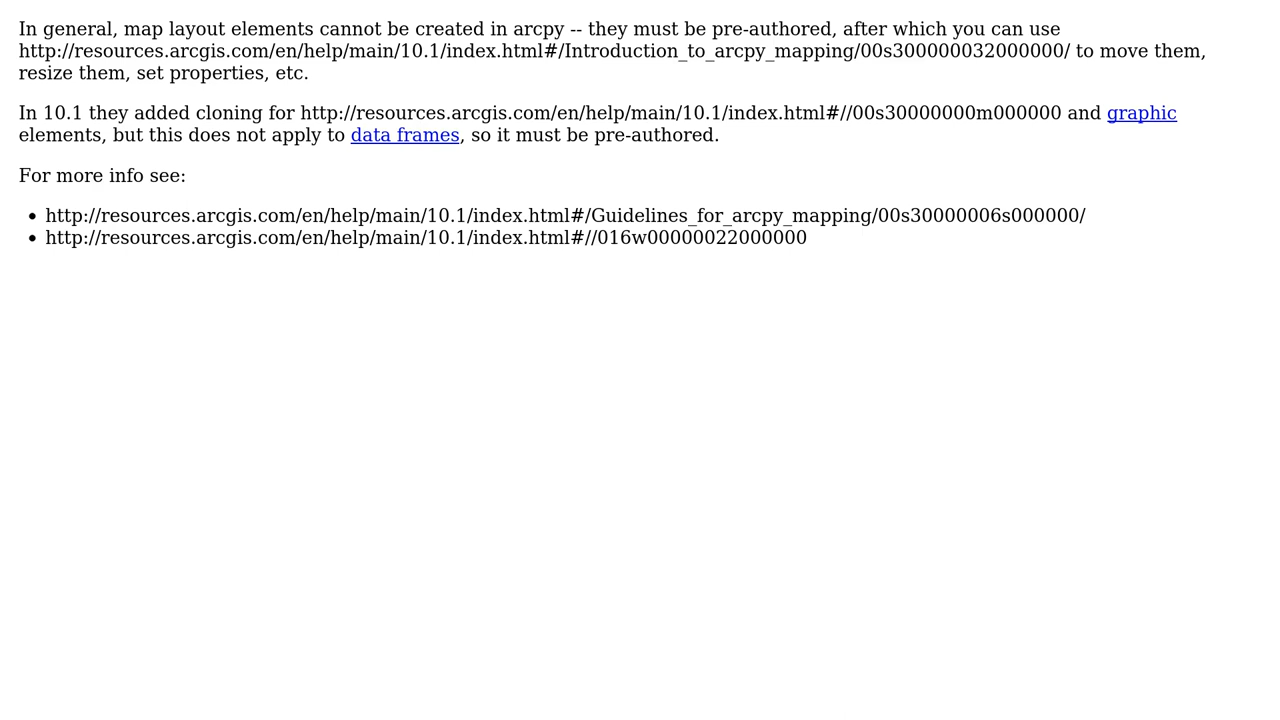 In general, map layout elements cannot be created in arcpy -- they must be pre-authored, after which you can use
http://resources.arcgis.com/en/help/main/10.1/index.html#/Introduction_to_arcpy_mapping/00s300000032000000/ to move them,
resize them, set properties, etc.
In 10.1 they added cloning for http://resources.arcgis.com/en/help/main/10.1/index.html#//00s30000000m000000 and graphic
elements, but this does not apply to data frames, so it must be pre-authored.
For more info see:
• http://resources.arcgis.com/en/help/main/10.1/index.html#/Guidelines_for_arcpy_mapping/00s30000006s000000/
• http://resources.arcgis.com/en/help/main/10.1/index.html#//016w00000022000000